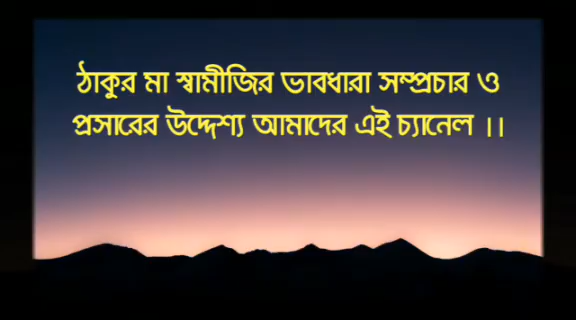 ঠাকুর মা স্বামীজির ভাবধারা সম্প্রচার ও
প্রসারের উদ্দেশ্য আমাদের এই চ্যানেল ।।